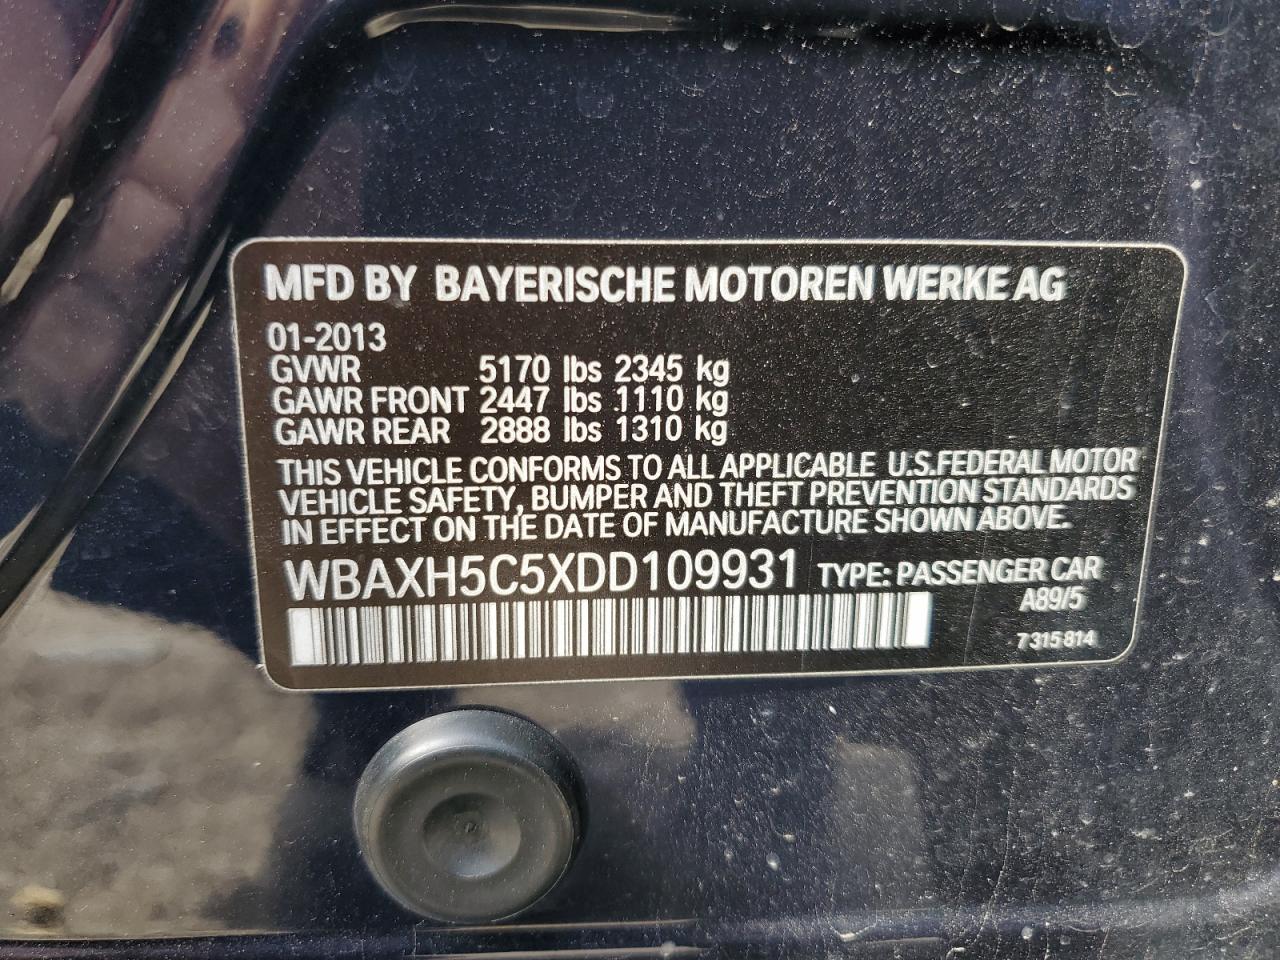 MFD BY BAYERISCHE MOTOREN WERKE AG
01-2013
GVWR 5170 lbs 2345 kg
GAWR FRONT 2447 lbs 1110 kg
GAWR REAR 2888 lbs 1310 kg
THIS VEHICLE CONFORMS TO ALL APPLICABLE U.S.FEDERAL MOTOR
VEHICLE SAFETY, BUMPER AND THEFT PREVENTION STANDARDS
IN EFFECT ON THE DATE OF MANUFACTURE SHOWN ABOVE.
WBAXH5C5XDD109931 TYPE: PASSENGER CAR
A89/5
7 315 814